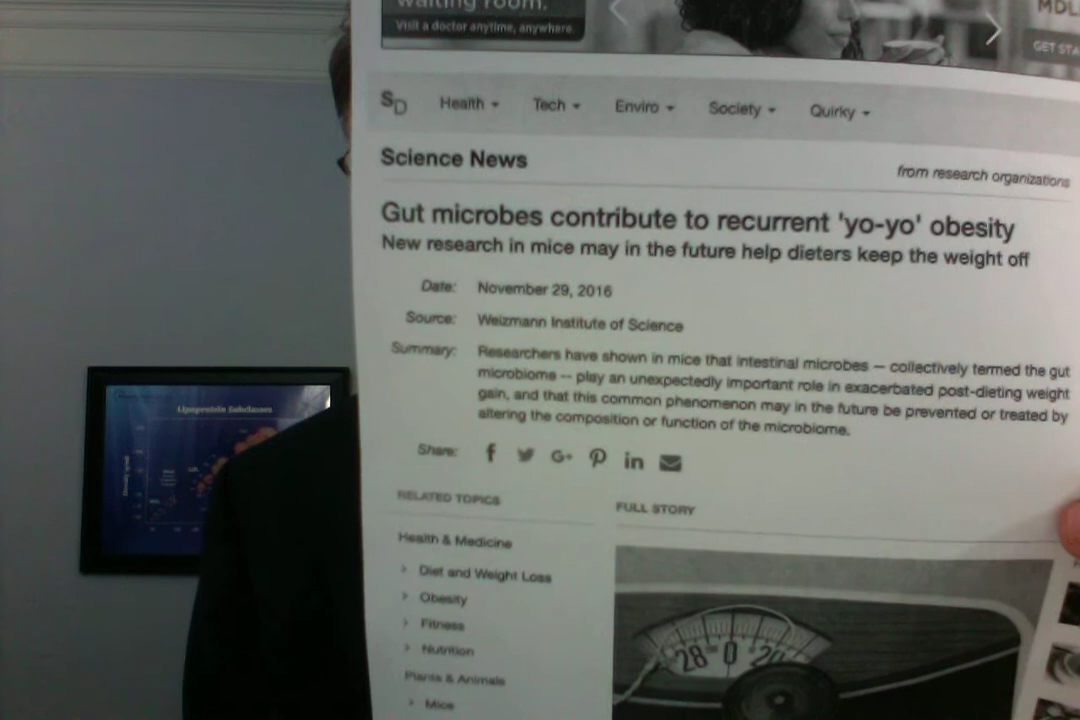 waiting room.
Visit a doctor anytime, anywhere.
MDL
GET STA
SD Health Tech Enviro Society Quirky
Science News
from research organizations
Gut microbes contribute to recurrent 'yo-yo' obesity
New research in mice may in the future help dieters keep the weight off
Date: November 29, 2016
Source: Weizmann Institute of Science
Summary: Researchers have shown in mice that intestinal microbes -- collectively termed the gut
microbiome -- play an unexpectedly important role in exacerbated post-dieting weight
gain, and that this common phenomenon may in the future be prevented or treated by
altering the composition or function of the microbiome.
Share: f G+ in
RELATED TOPICS
FULL STORY
Health & Medicine
Diet and Weight Loss
Obesity
Fitness
Nutrition
Plants & Animals
Mice
28 0 20
Lipoprotein Subclasses